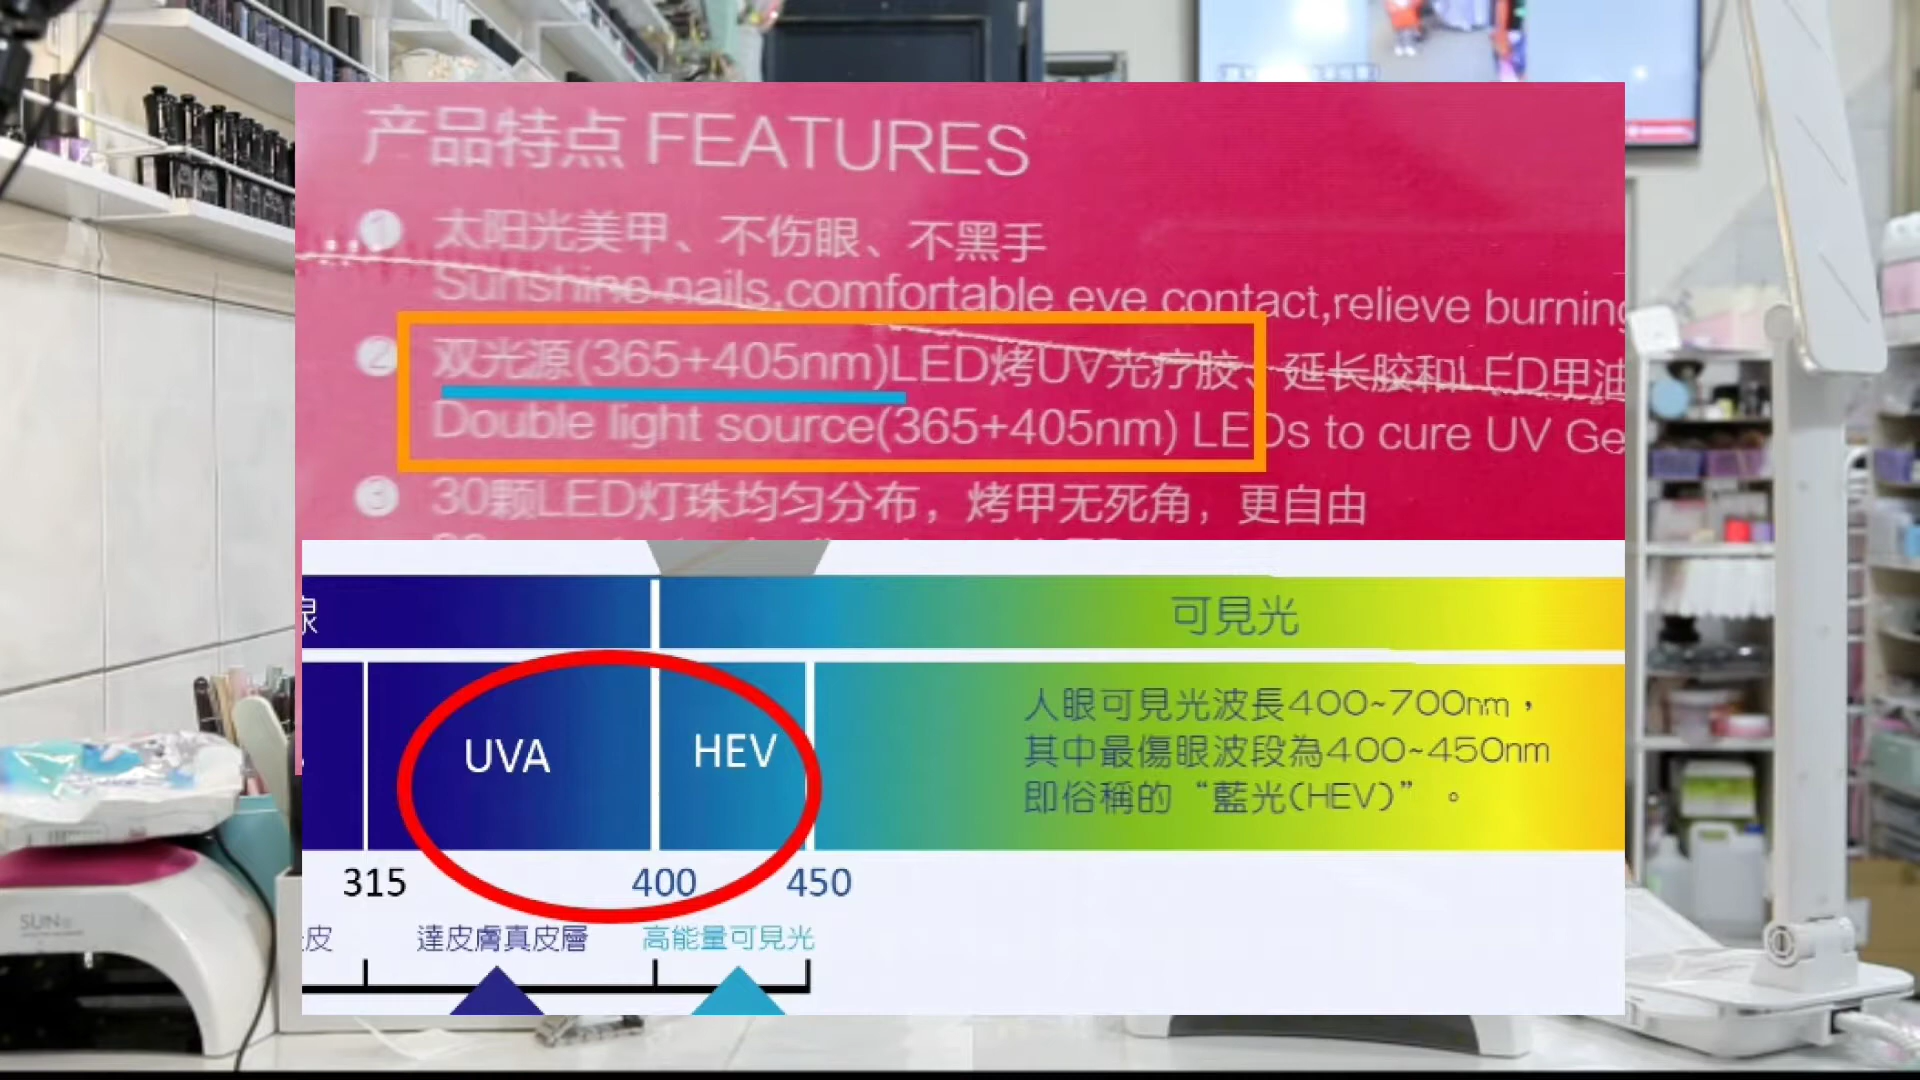 产品特点 FEATURES
1 太阳光美甲、不伤眼、不黑手
Sunshine nails,comfortable eye contact,relieve burning
2 双光源(365+405nm)LED烤UV光疗胶、延长胶和LED甲油
Double light source(365+405nm) LEDs to cure UV Ge
3 30颗LED灯珠均匀分布，烤甲无死角，更自由
線
可見光
UVA
HEV
人眼可見光波長400~700nm，
其中最傷眼波段為400~450nm
即俗稱的“藍光(HEV)”。
315
400
450
皮
達皮膚真皮層
高能量可見光
SUN